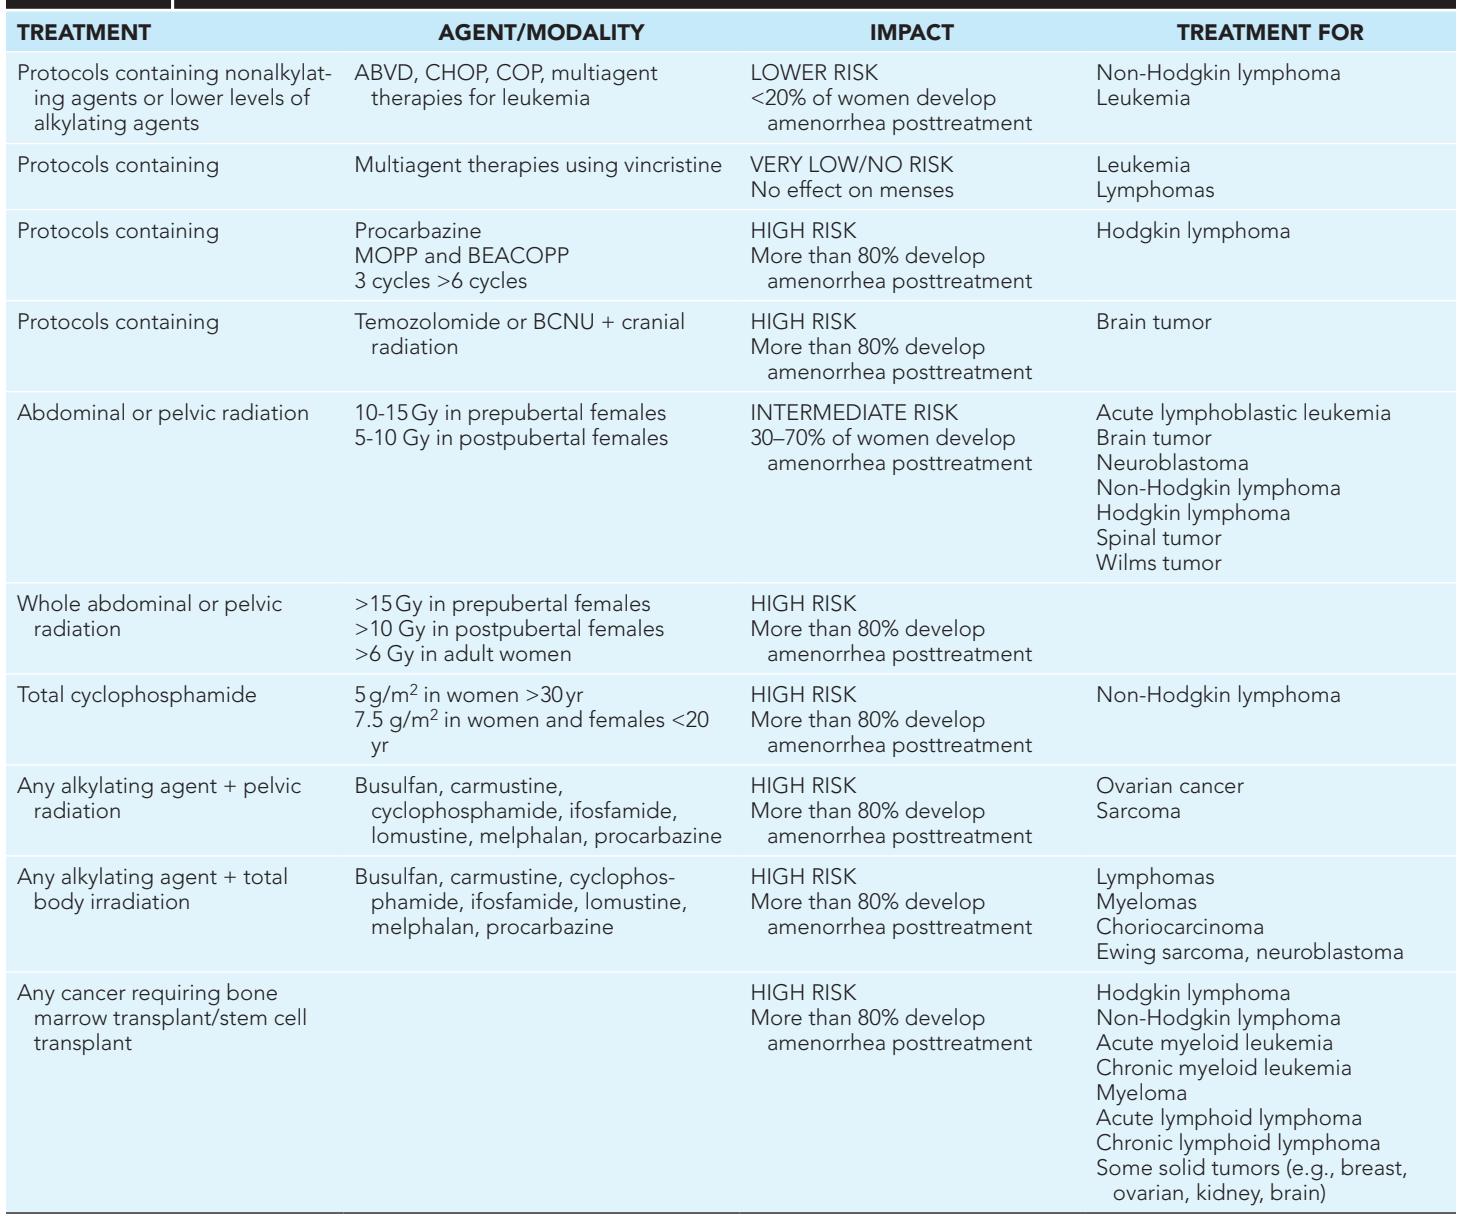 TREATMENT AGENT/MODALITY IMPACT TREATMENT FOR
Protocols containing nonalkylat-
ing agents or lower levels of
alkylating agents
ABVD, CHOP, COP, multiagent
therapies for leukemia
LOWER RISK
<20% of women develop
amenorrhea posttreatment
Non-Hodgkin lymphoma
Leukemia
Protocols containing
Multiagent therapies using vincristine
VERY LOW/NO RISK
No effect on menses
Leukemia
Lymphomas
Protocols containing
Procarbazine
MOPP and BEACOPP
3 cycles >6 cycles
HIGH RISK
More than 80% develop
amenorrhea posttreatment
Hodgkin lymphoma
Protocols containing
Temozolomide or BCNU + cranial
radiation
HIGH RISK
More than 80% develop
amenorrhea posttreatment
Brain tumor
Abdominal or pelvic radiation
10-15 Gy in prepubertal females
5-10 Gy in postpubertal females
INTERMEDIATE RISK
30–70% of women develop
amenorrhea posttreatment
Acute lymphoblastic leukemia
Brain tumor
Neuroblastoma
Non-Hodgkin lymphoma
Hodgkin lymphoma
Spinal tumor
Wilms tumor
Whole abdominal or pelvic
radiation
>15 Gy in prepubertal females
>10 Gy in postpubertal females
>6 Gy in adult women
HIGH RISK
More than 80% develop
amenorrhea posttreatment
Total cyclophosphamide
5 g/m² in women >30 yr
7.5 g/m² in women and females <20
yr
HIGH RISK
More than 80% develop
amenorrhea posttreatment
Non-Hodgkin lymphoma
Any alkylating agent + pelvic
radiation
Busulfan, carmustine,
cyclophosphamide, ifosfamide,
lomustine, melphalan, procarbazine
HIGH RISK
More than 80% develop
amenorrhea posttreatment
Ovarian cancer
Sarcoma
Any alkylating agent + total
body irradiation
Busulfan, carmustine, cyclophos-
phamide, ifosfamide, lomustine,
melphalan, procarbazine
HIGH RISK
More than 80% develop
amenorrhea posttreatment
Lymphomas
Myelomas
Choriocarcinoma
Ewing sarcoma, neuroblastoma
Any cancer requiring bone
marrow transplant/stem cell
transplant
HIGH RISK
More than 80% develop
amenorrhea posttreatment
Hodgkin lymphoma
Non-Hodgkin lymphoma
Acute myeloid leukemia
Chronic myeloid leukemia
Myeloma
Acute lymphoid lymphoma
Chronic lymphoid lymphoma
Some solid tumors (e.g., breast,
ovarian, kidney, brain)